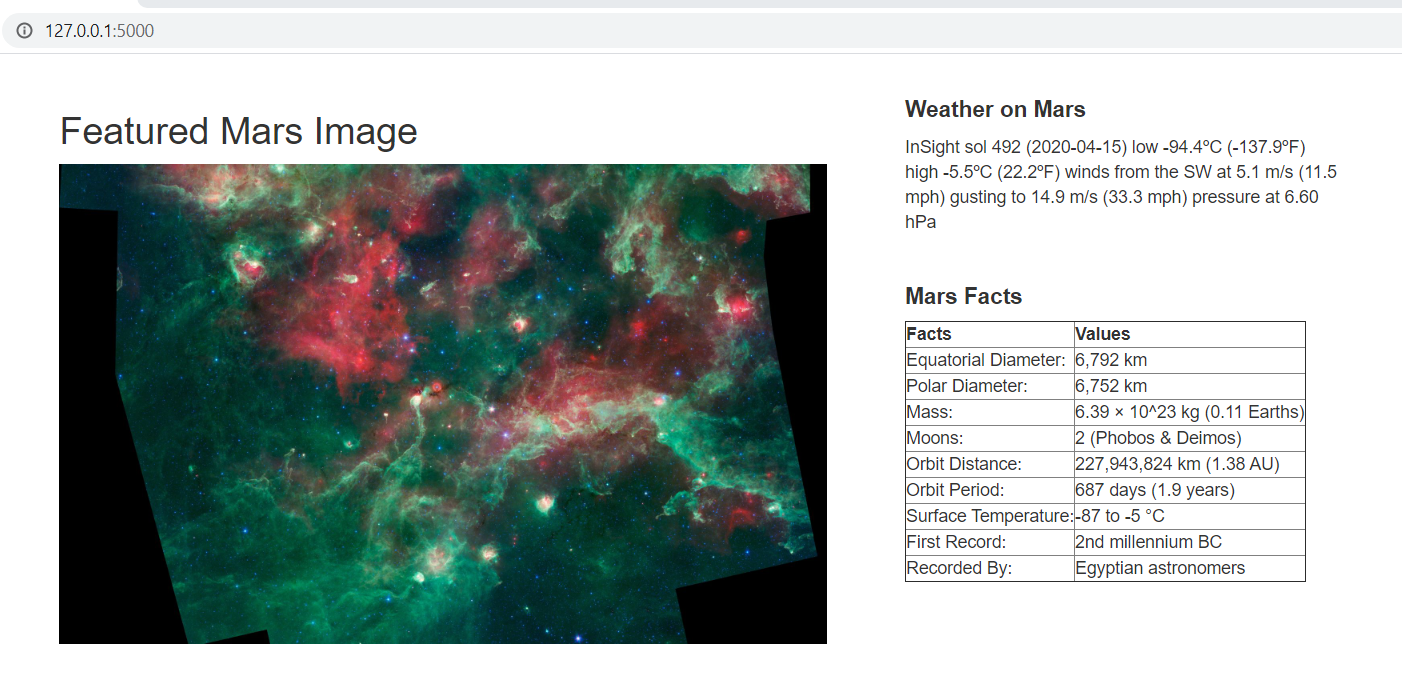 127.0.0.1:5000
Featured Mars Image
Weather on Mars
InSight sol 492 (2020-04-15) low -94.4ºC (-137.9ºF)
high -5.5ºC (22.2ºF) winds from the SW at 5.1 m/s (11.5
mph) gusting to 14.9 m/s (33.3 mph) pressure at 6.60
hPa
Mars Facts
Facts Values
Equatorial Diameter: 6,792 km
Polar Diameter: 6,752 km
Mass: 6.39 × 10^23 kg (0.11 Earths)
Moons: 2 (Phobos & Deimos)
Orbit Distance: 227,943,824 km (1.38 AU)
Orbit Period: 687 days (1.9 years)
Surface Temperature: -87 to -5 °C
First Record: 2nd millennium BC
Recorded By: Egyptian astronomers